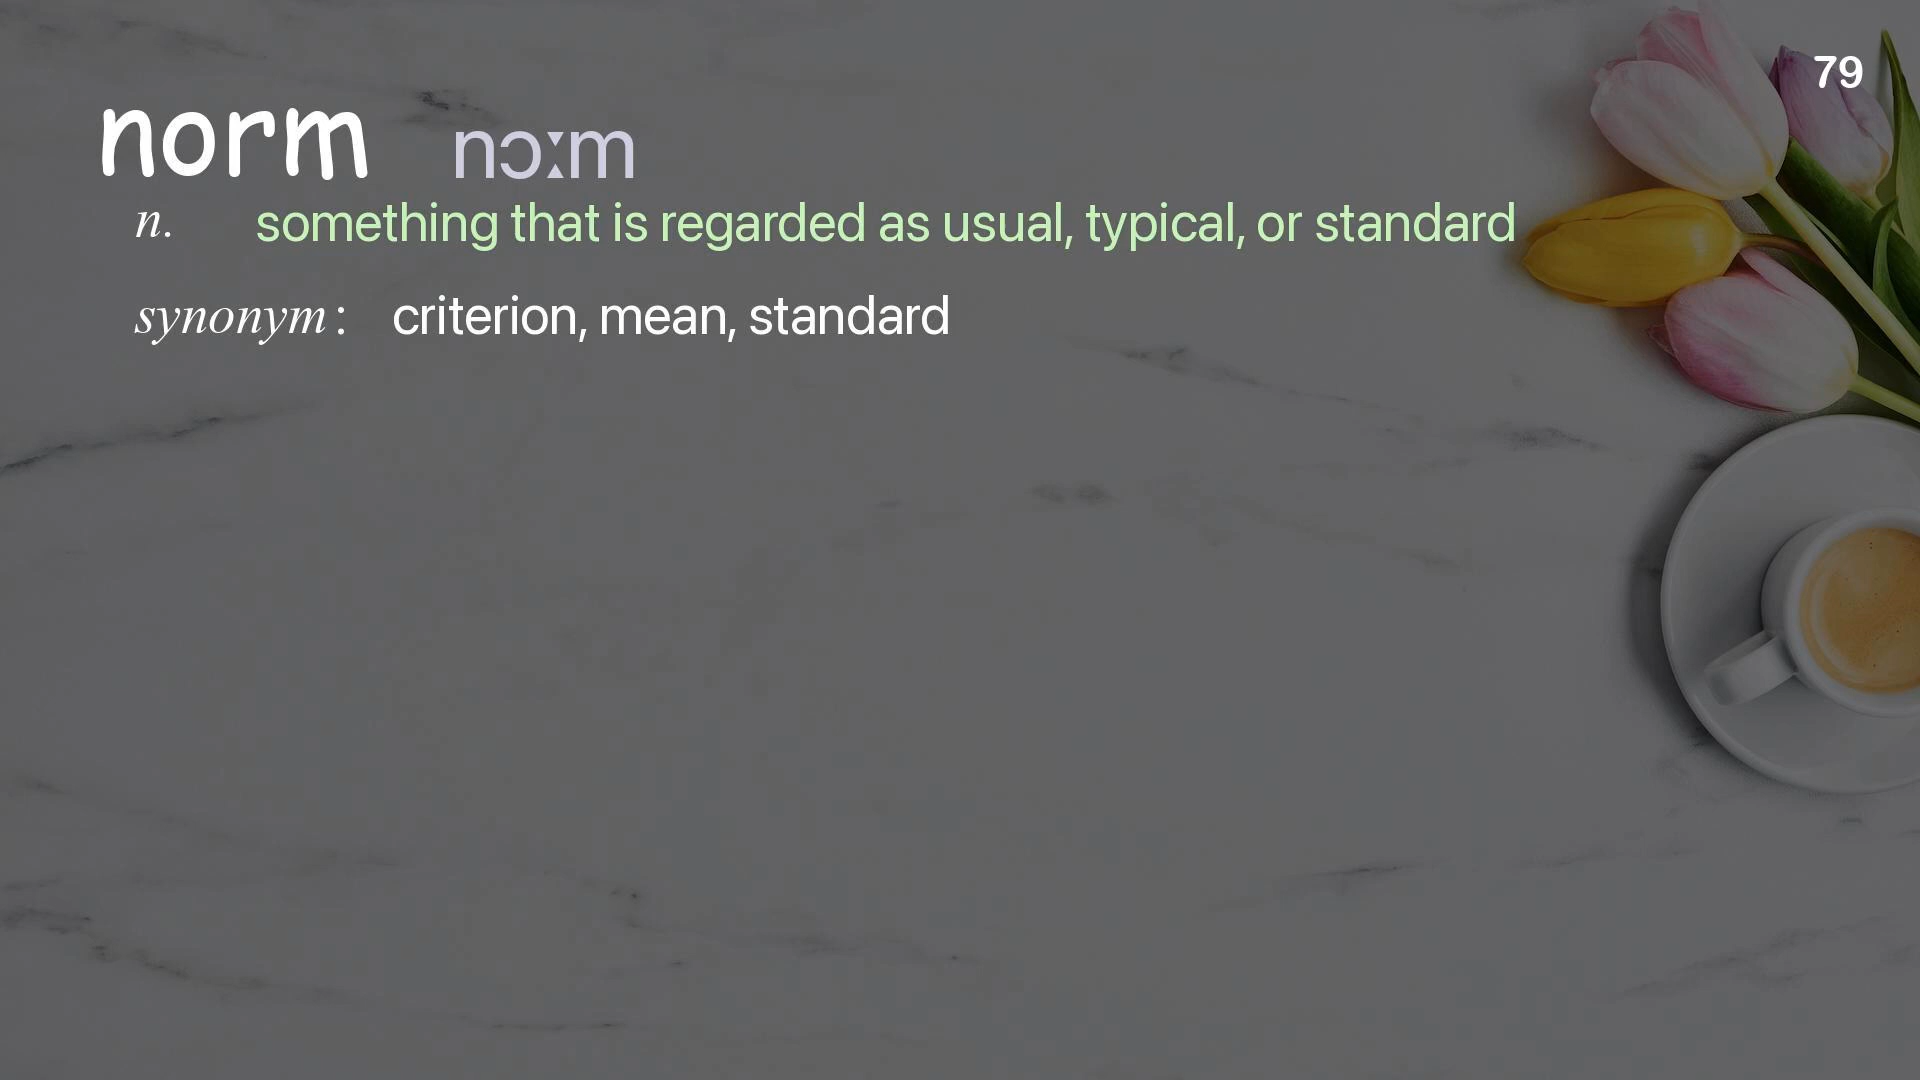 79
norm nɔːm
n. something that is regarded as usual, typical, or standard
synonym: criterion, mean, standard